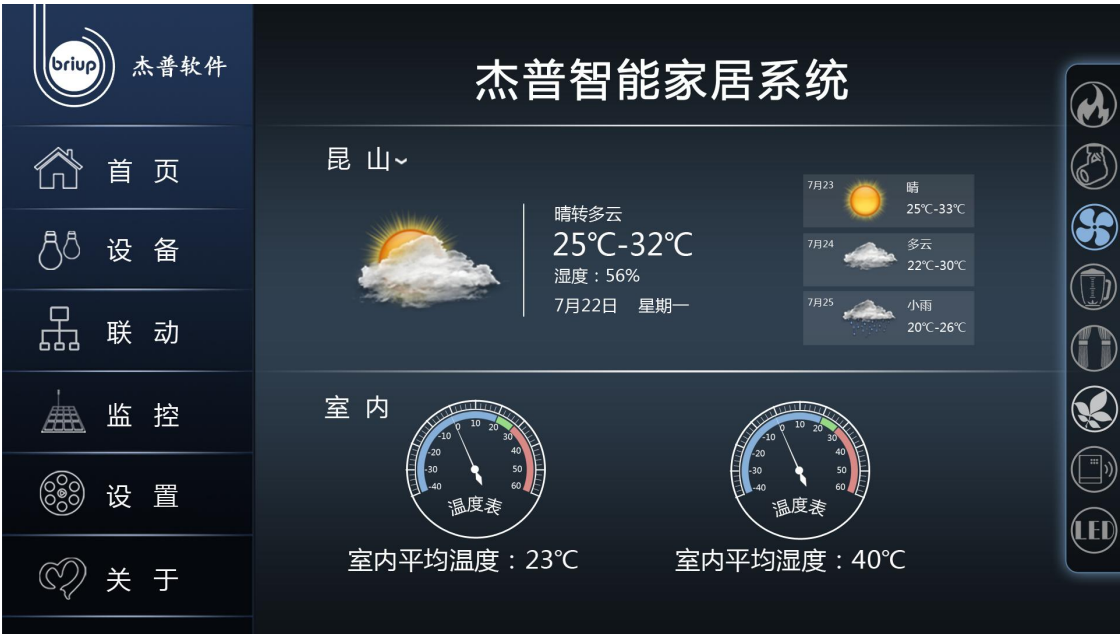 briup 杰普软件
首页
设备
联动
监控
设置
关于
杰普智能家居系统
昆山
晴转多云
25℃-32℃
湿度：56%
7月22日 星期一
7月23 晴
25℃-33℃
7月24 多云
22℃-30℃
7月25 小雨
20℃-26℃
室内
-40 -30 -20 -10 0 10 20 30 40 50 60
温度表
室内平均温度：23℃
-40 -30 -20 -10 0 10 20 30 40 50 60
温度表
室内平均湿度：40℃
LED